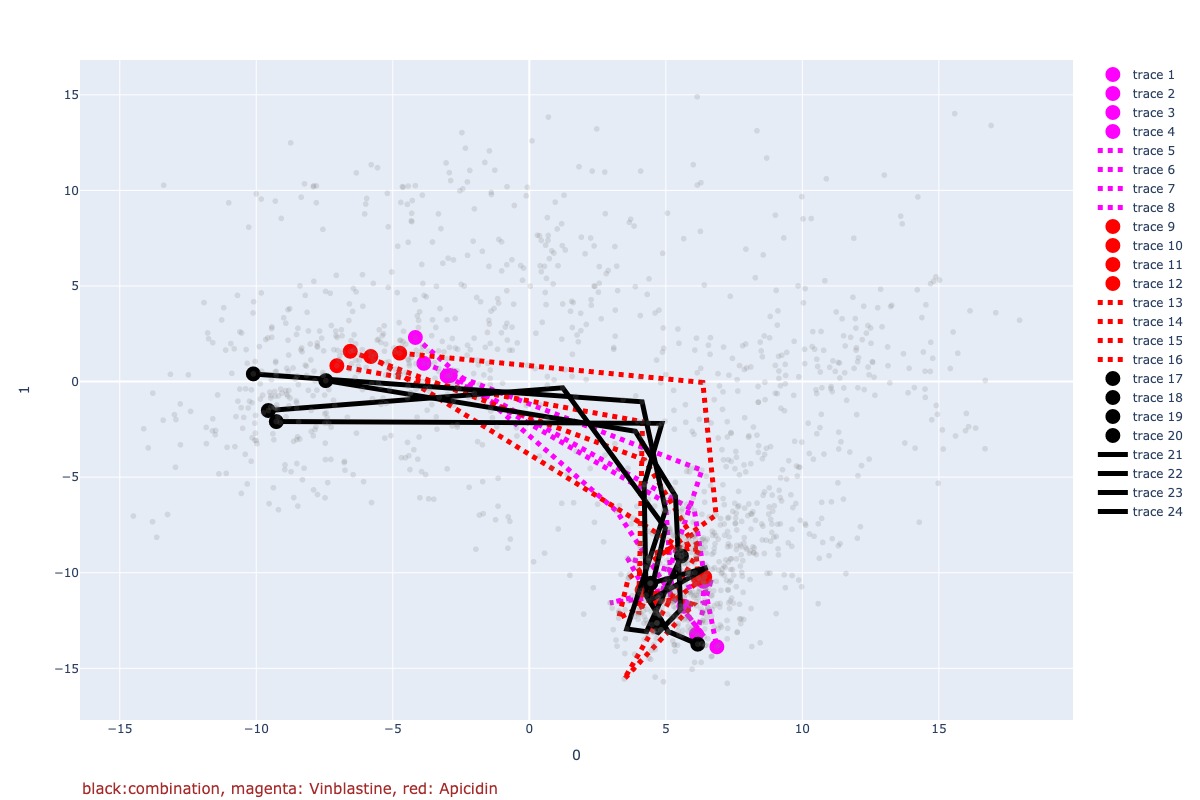 trace 1
trace 2
trace 3
trace 4
trace 5
trace 6
trace 7
trace 8
trace 9
trace 10
trace 11
trace 12
trace 13
trace 14
trace 15
trace 16
trace 17
trace 18
trace 19
trace 20
trace 21
trace 22
trace 23
trace 24
15
10
5
0
−5
−10
−15
1
−15
−10
−5
0
5
10
15
0
black:combination, magenta: Vinblastine, red: Apicidin